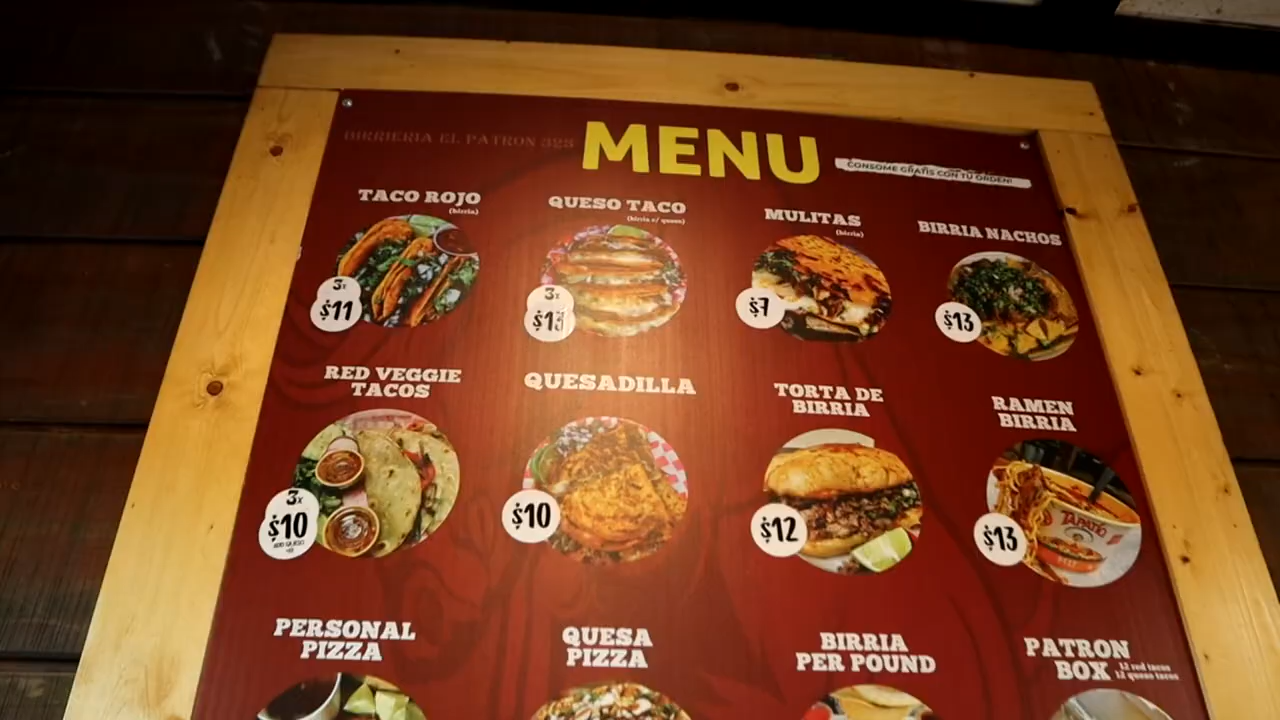 BIRRIERIA EL PATRON 323
MENU
CONSOME GRATIS CON TU ORDEN!
TACO ROJO
(birria)
3x
$11
QUESO TACO
(birria c/ queso)
3x
$13
MULITAS
(birria)
$7
BIRRIA NACHOS
$13
RED VEGGIE
TACOS
3x
$10
QUESADILLA
$10
TORTA DE
BIRRIA
$12
RAMEN
BIRRIA
TAPATIO
$13
PERSONAL
PIZZA
QUESA
PIZZA
BIRRIA
PER POUND
PATRON
BOX
12 red tacos
12 queso tacos